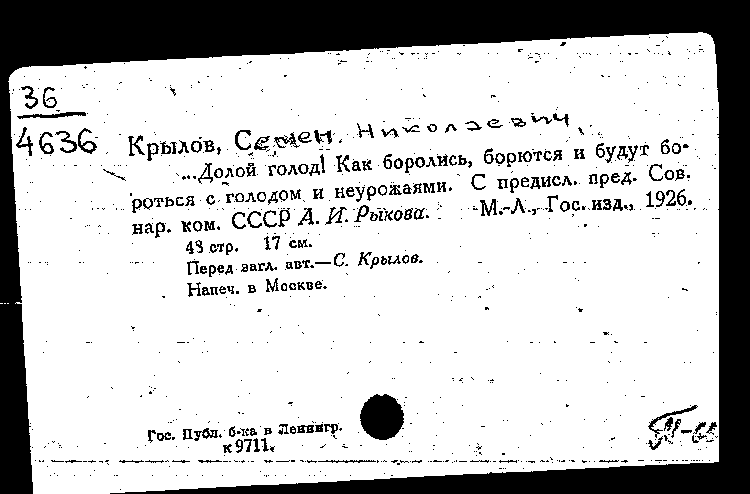 36
4636
Крылов, Семен Николаевич,
...Долой голод! Как боролись, борются и будут бо-
роться с голодом и неурожаями. С предисл. пред. Сов.
нар. ком. СССР А. И. Рыкова. М.-Л., Гос. изд., 1926.
48 стр. 17 см.
Перед загл. авт.—С. Крылов.
Напеч. в Москве.
Гос. Публ. б-ка в Ленингр.
к 9711.